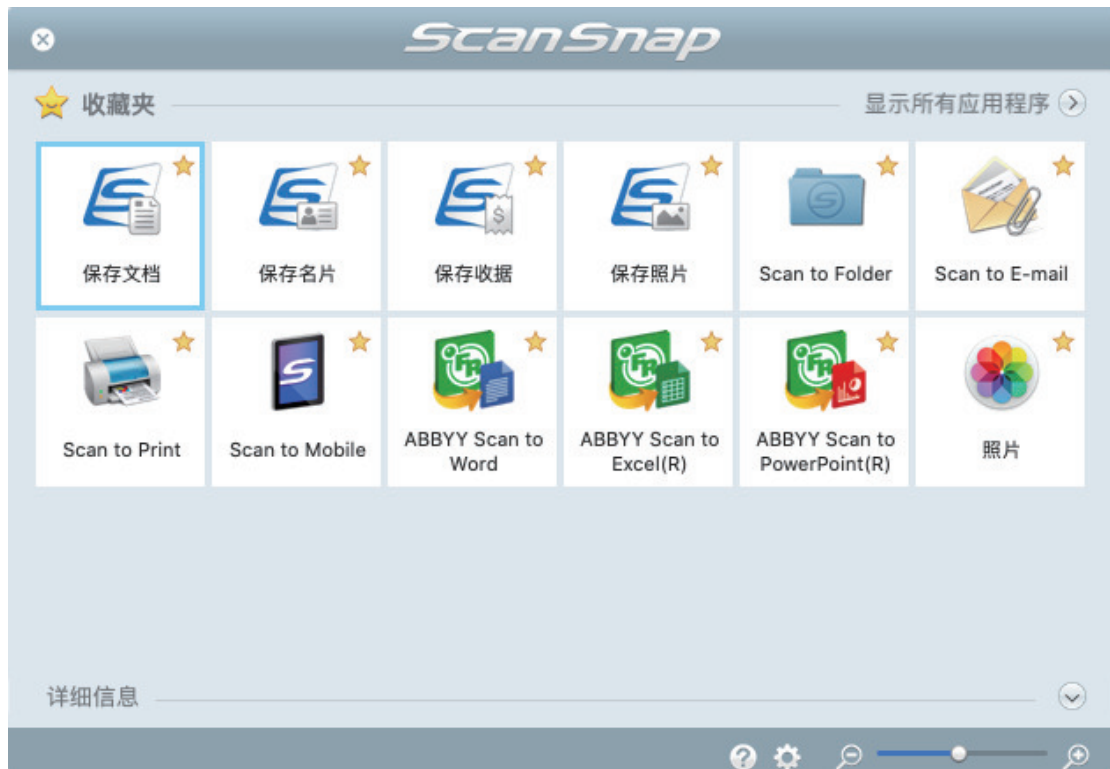 ScanSnap
收藏夹
显示所有应用程序
保存文档
保存名片
保存收据
保存照片
Scan to Folder
Scan to E-mail
Scan to Print
Scan to Mobile
ABBYY Scan to
Word
ABBYY Scan to
Excel(R)
ABBYY Scan to
PowerPoint(R)
照片
详细信息